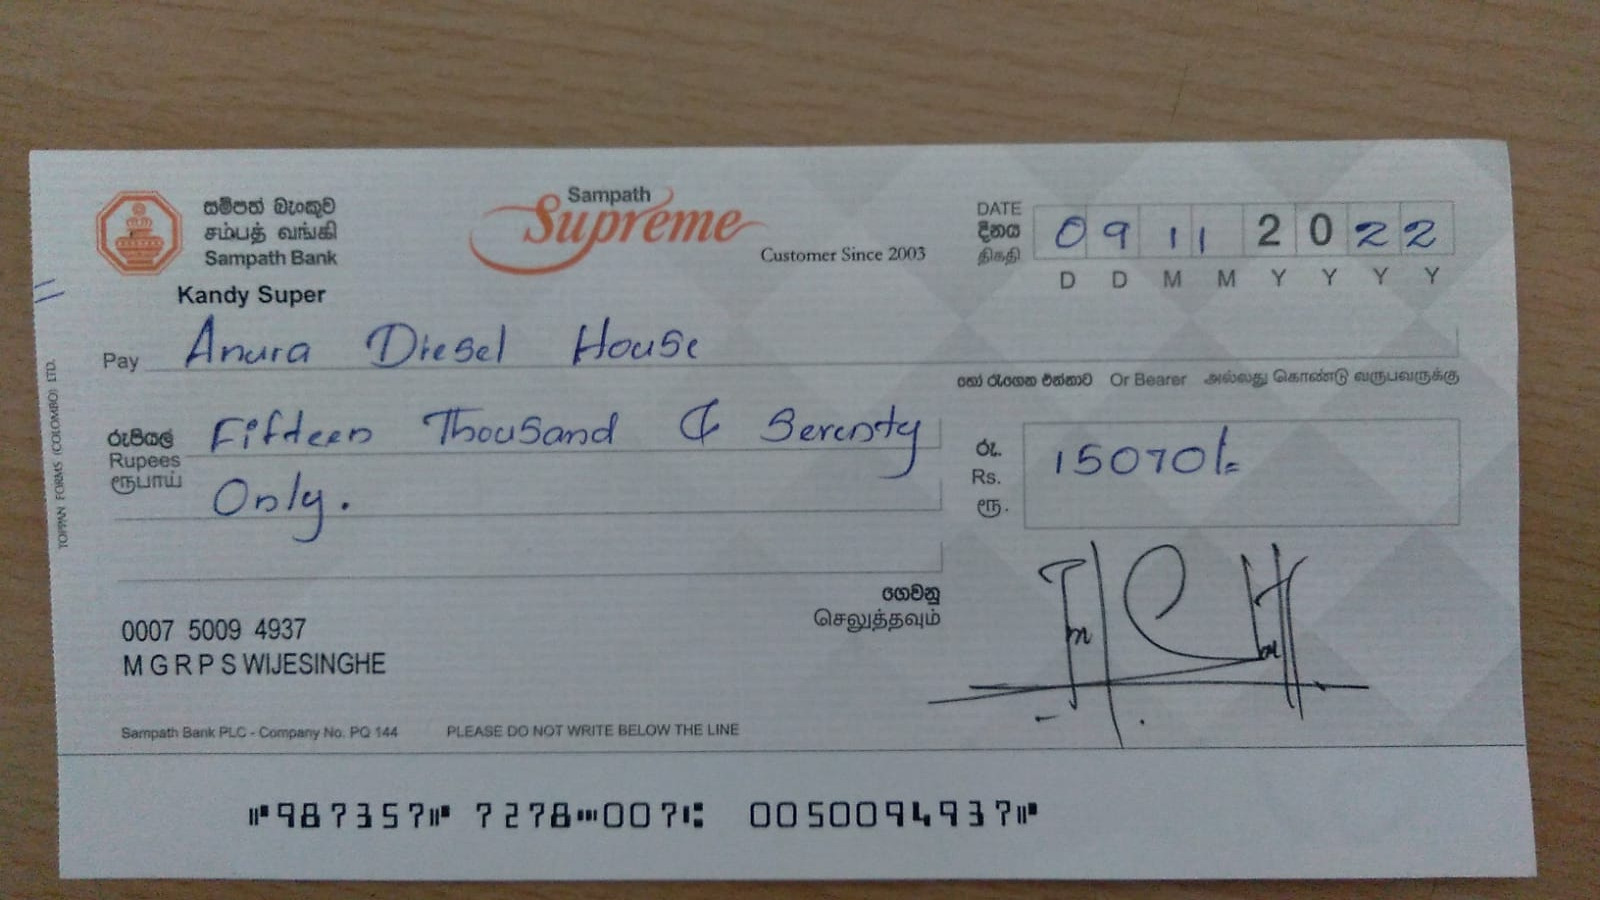 සම්පත් බැංකුව
சம்பத் வங்கி
Sampath Bank
Kandy Super
Sampath
Supreme
Customer Since 2003
DATE
දිනය
திகதி
0 9 1 1 2 0 2 2
D D M M Y Y Y Y
Pay Anura Diesel House
හෝ රැගෙන එන්නාට Or Bearer அல்லது கொண்டு வருபவருக்கு
රුපියල්
Rupees
ரூபாய்
Fifteen Thousand & Seventy
Only.
රු.
Rs.
ரூ.
15070/=
ගෙවනු
செலுத்தவும்
0007 5009 4937
M G R P S WIJESINGHE
Sampath Bank PLC - Company No. PQ 144 PLEASE DO NOT WRITE BELOW THE LINE
⑈987357⑈ 7278⑉007⑆ 0050094937⑈
TOPPAN FORMS (COLOMBO) LTD.